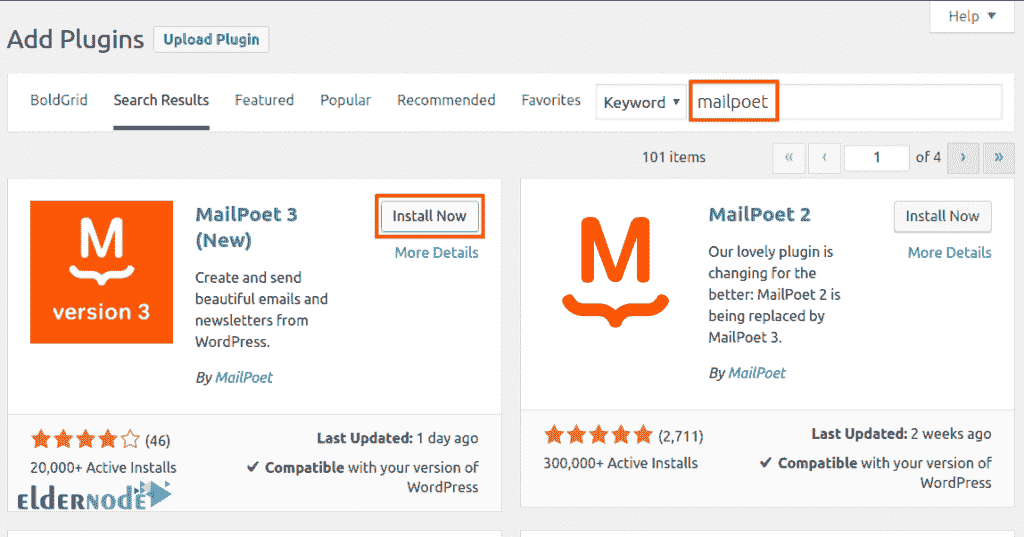 Help ▼
Add Plugins Upload Plugin
BoldGrid Search Results Featured Popular Recommended Favorites Keyword ▼ mailpoet
101 items « ‹ 1 of 4 › »
M
version 3
MailPoet 3
(New)
Install Now
More Details
Create and send
beautiful emails and
newsletters from
WordPress.
By MailPoet
(46)
20,000+ Active Installs
Last Updated: 1 day ago
✔ Compatible with your version of
WordPress
ELDERNODE
M
MailPoet 2
Install Now
More Details
Our lovely plugin is
changing for the
better: MailPoet 2 is
being replaced by
MailPoet 3.
By MailPoet
(2,711)
300,000+ Active Installs
Last Updated: 2 weeks ago
✔ Compatible with your version of
WordPress